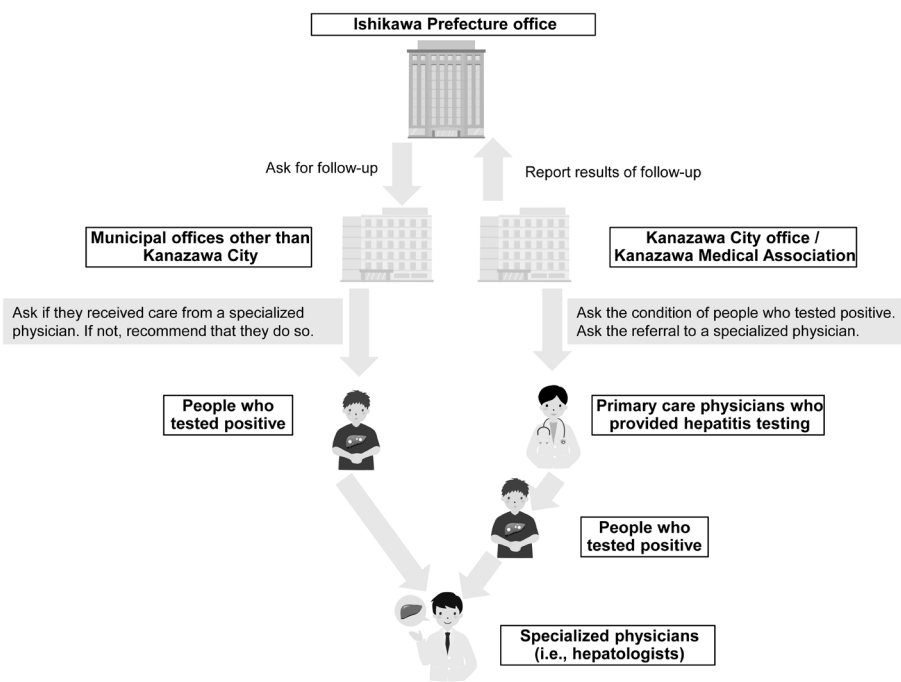 Ishikawa Prefecture office
Ask for follow-up
Report results of follow-up
Municipal offices other than
Kanazawa City
Kanazawa City office /
Kanazawa Medical Association
Ask if they received care from a specialized
physician. If not, recommend that they do so.
Ask the condition of people who tested positive.
Ask the referral to a specialized physician.
People who
tested positive
Primary care physicians who
provided hepatitis testing
People who
tested positive
Specialized physicians
(i.e., hepatologists)